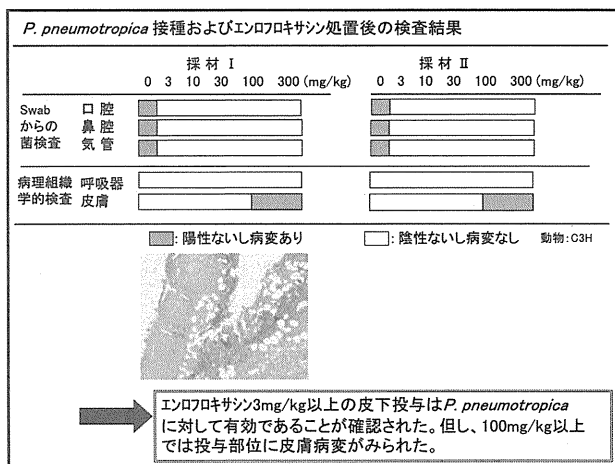 P. pneumotropica 接種およびエンロフロキサシン処置後の検査結果
採 材 Ⅰ 採 材 Ⅱ
0 3 10 30 100 300 (mg/kg) 0 3 10 30 100 300 (mg/kg)
Swab 口 腔
からの 鼻 腔
菌検査 気 管
病理組織 呼吸器
学的検査 皮 膚
: 陽性ないし病変あり : 陰性ないし病変なし 動物:C3H
エンロフロキサシン3mg/kg以上の皮下投与はP. pneumotropica
に対して有効であることが確認された。但し、100mg/kg以上
では投与部位に皮膚病変がみられた。